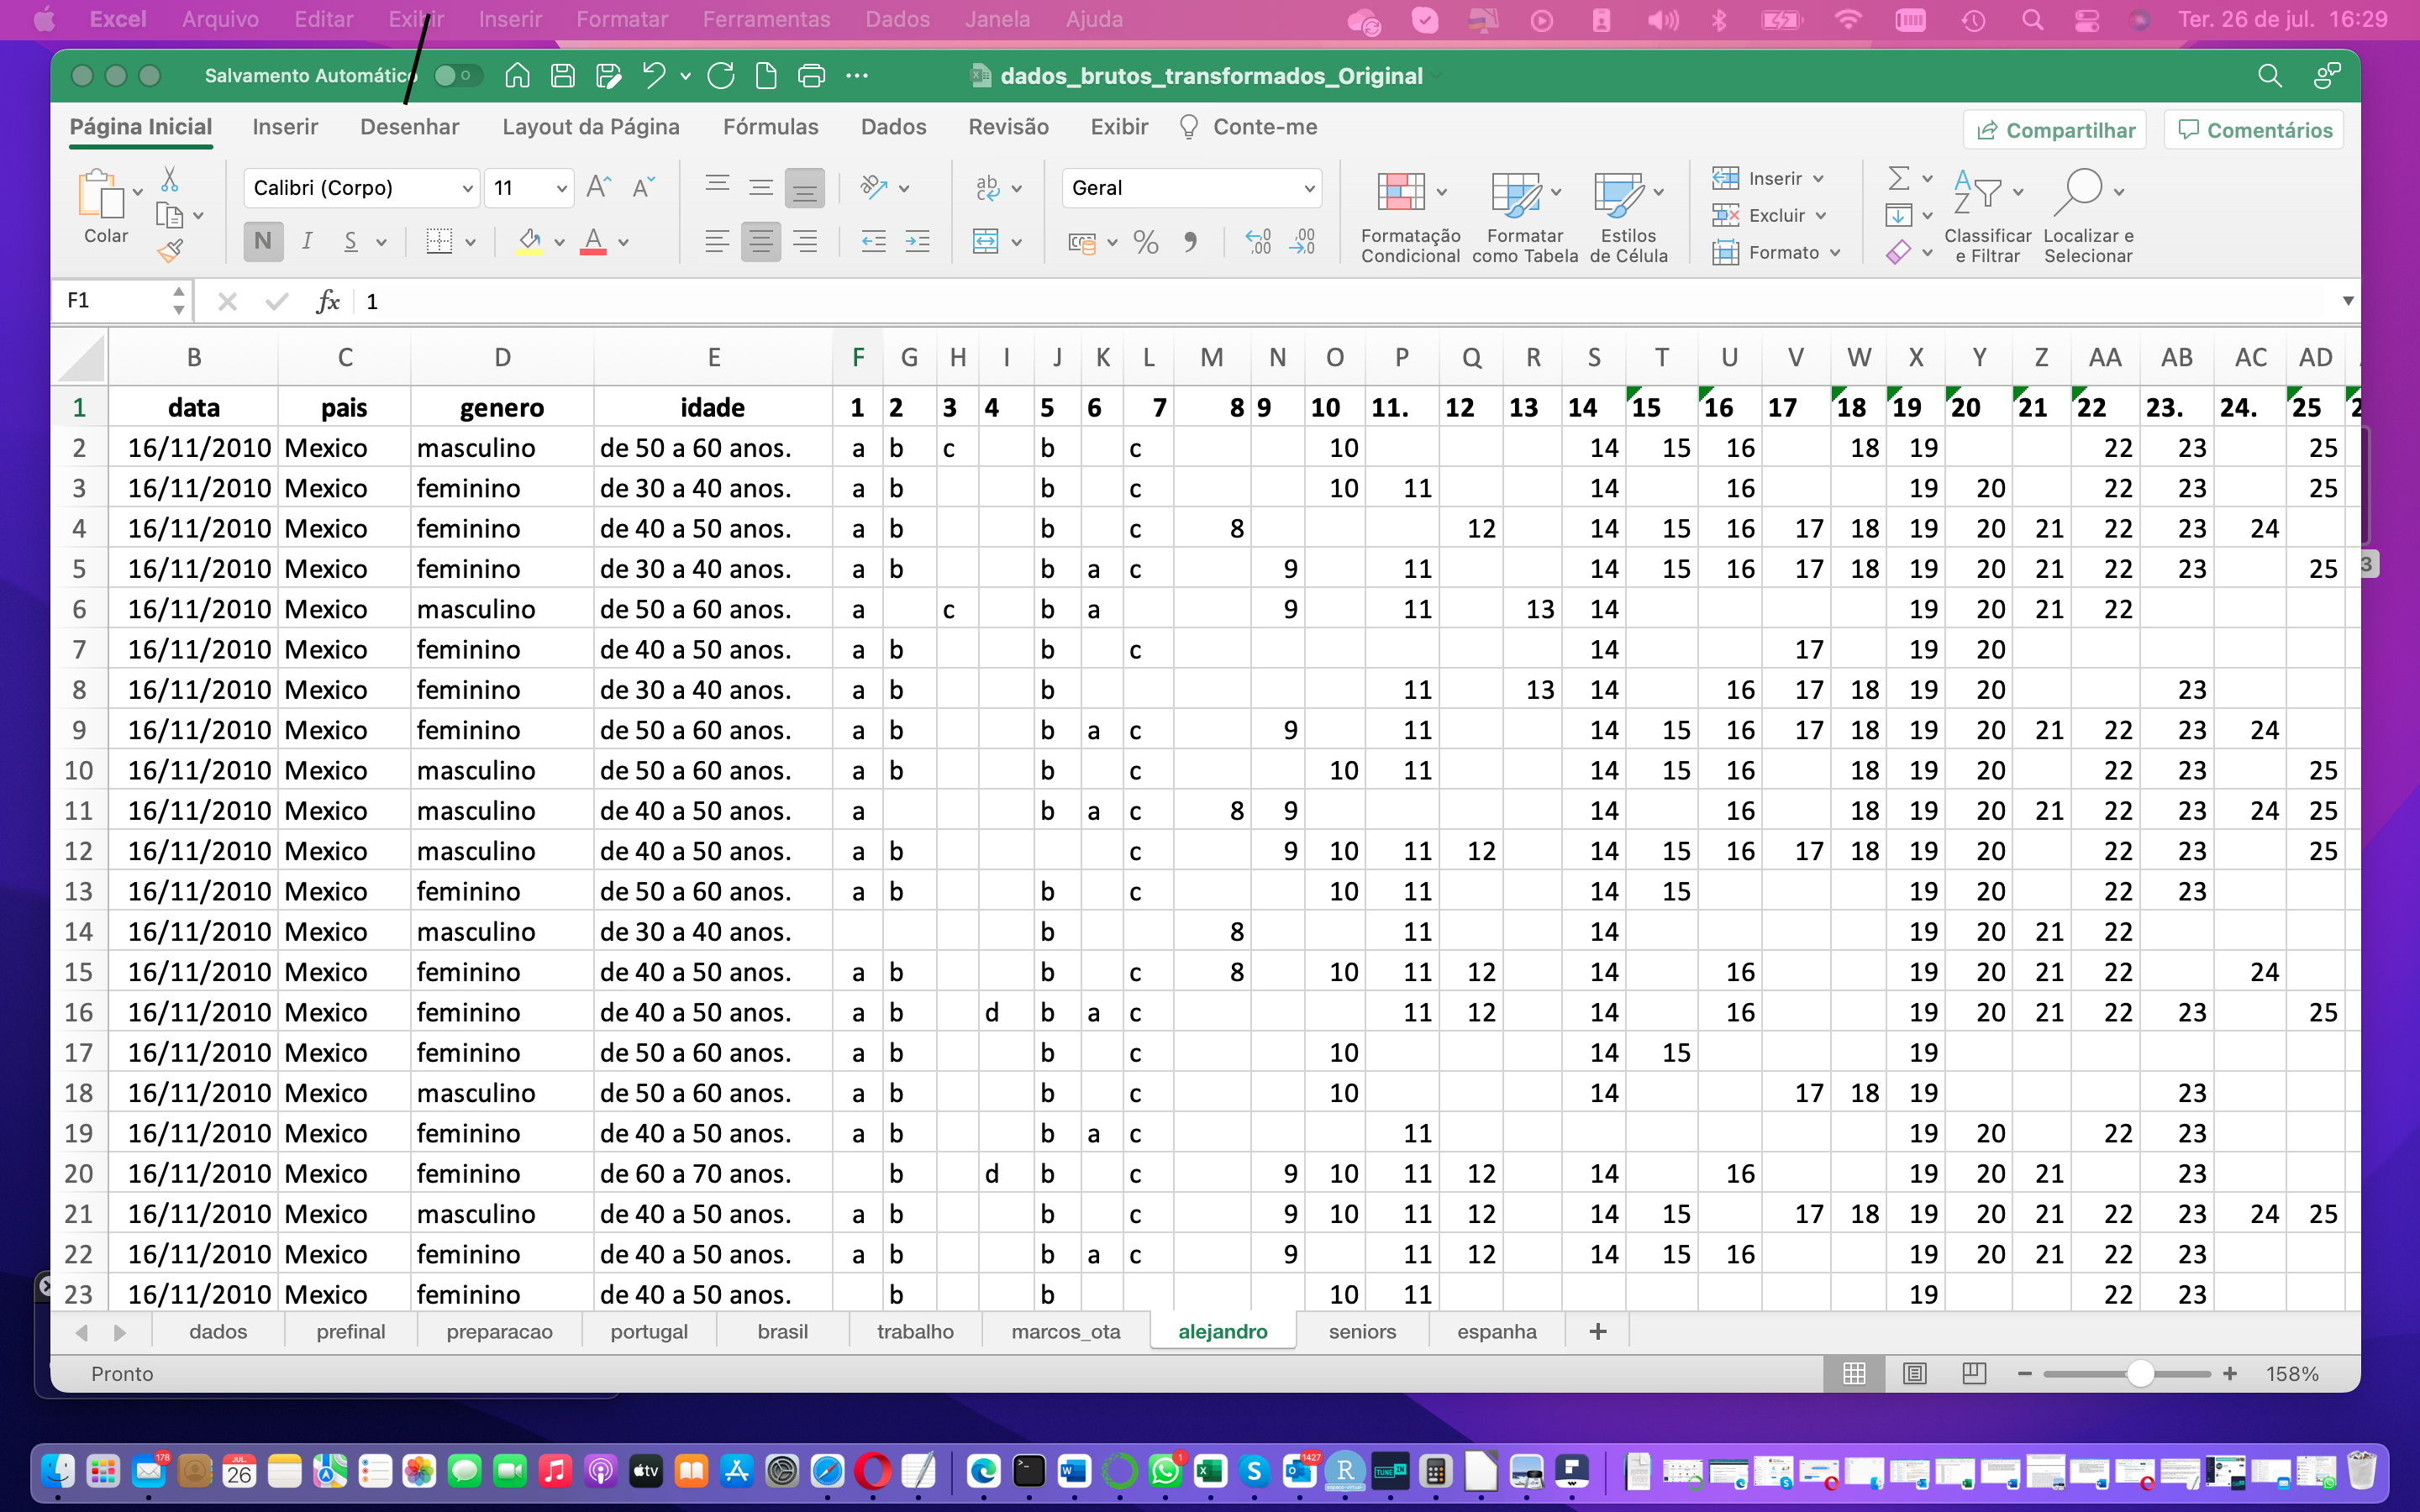 Excel Arquivo Editar Exibir Inserir Formatar Ferramentas Dados Janela Ajuda Ter. 26 de jul. 16:29
Salvamento Automático dados_brutos_transformados_Original
Página Inicial Inserir Desenhar Layout da Página Fórmulas Dados Revisão Exibir Conte-me Compartilhar Comentários
Colar Calibri (Corpo) 11 Geral Formatação Condicional Formatar como Tabela Estilos de Célula Inserir Excluir Formato Classificar e Filtrar Localizar e Selecionar
N I S
F1 fx 1
B C D E F G H I J K L M N O P Q R S T U V W X Y Z AA AB AC AD
1 data pais genero idade 1 2 3 4 5 6 7 8 9 10 11. 12 13 14 15 16 17 18 19 20 21 22 23. 24. 25
2 16/11/2010 Mexico masculino de 50 a 60 anos. a b c b c 10 14 15 16 18 19 22 23 25
3 16/11/2010 Mexico feminino de 30 a 40 anos. a b b c 10 11 14 16 19 20 22 23 25
4 16/11/2010 Mexico feminino de 40 a 50 anos. a b b c 8 12 14 15 16 17 18 19 20 21 22 23 24
5 16/11/2010 Mexico feminino de 30 a 40 anos. a b b a c 9 11 14 15 16 17 18 19 20 21 22 23 25
6 16/11/2010 Mexico masculino de 50 a 60 anos. a c b a 9 11 13 14 19 20 21 22
7 16/11/2010 Mexico feminino de 40 a 50 anos. a b b c 14 17 19 20
8 16/11/2010 Mexico feminino de 30 a 40 anos. a b b 11 13 14 16 17 18 19 20 23
9 16/11/2010 Mexico feminino de 50 a 60 anos. a b b a c 9 11 14 15 16 17 18 19 20 21 22 23 24
10 16/11/2010 Mexico masculino de 50 a 60 anos. a b b c 10 11 14 15 16 18 19 20 22 23 25
11 16/11/2010 Mexico masculino de 40 a 50 anos. a b a c 8 9 14 16 18 19 20 21 22 23 24 25
12 16/11/2010 Mexico masculino de 40 a 50 anos. a b c 9 10 11 12 14 15 16 17 18 19 20 22 23 25
13 16/11/2010 Mexico feminino de 50 a 60 anos. a b b c 10 11 14 15 19 20 22 23
14 16/11/2010 Mexico masculino de 30 a 40 anos. b 8 11 14 19 20 21 22
15 16/11/2010 Mexico feminino de 40 a 50 anos. a b b c 8 10 11 12 14 16 19 20 21 22 24
16 16/11/2010 Mexico feminino de 40 a 50 anos. a b d b a c 11 12 14 16 19 20 21 22 23 25
17 16/11/2010 Mexico feminino de 50 a 60 anos. a b b c 10 14 15 19
18 16/11/2010 Mexico masculino de 50 a 60 anos. a b b c 10 14 17 18 19 23
19 16/11/2010 Mexico feminino de 40 a 50 anos. a b b a c 11 19 20 22 23
20 16/11/2010 Mexico feminino de 60 a 70 anos. b d b c 9 10 11 12 14 16 19 20 21 23
21 16/11/2010 Mexico masculino de 40 a 50 anos. a b b c 9 10 11 12 14 15 17 18 19 20 21 22 23 24 25
22 16/11/2010 Mexico feminino de 40 a 50 anos. a b b a c 9 11 12 14 15 16 19 20 21 22 23
23 16/11/2010 Mexico feminino de 40 a 50 anos. b b 10 11 19 22 23
dados prefinal preparacao portugal brasil trabalho marcos_ota alejandro seniors espanha +
Pronto 158%
178 JUL. 26 tv 1 1427 R TUNE IN